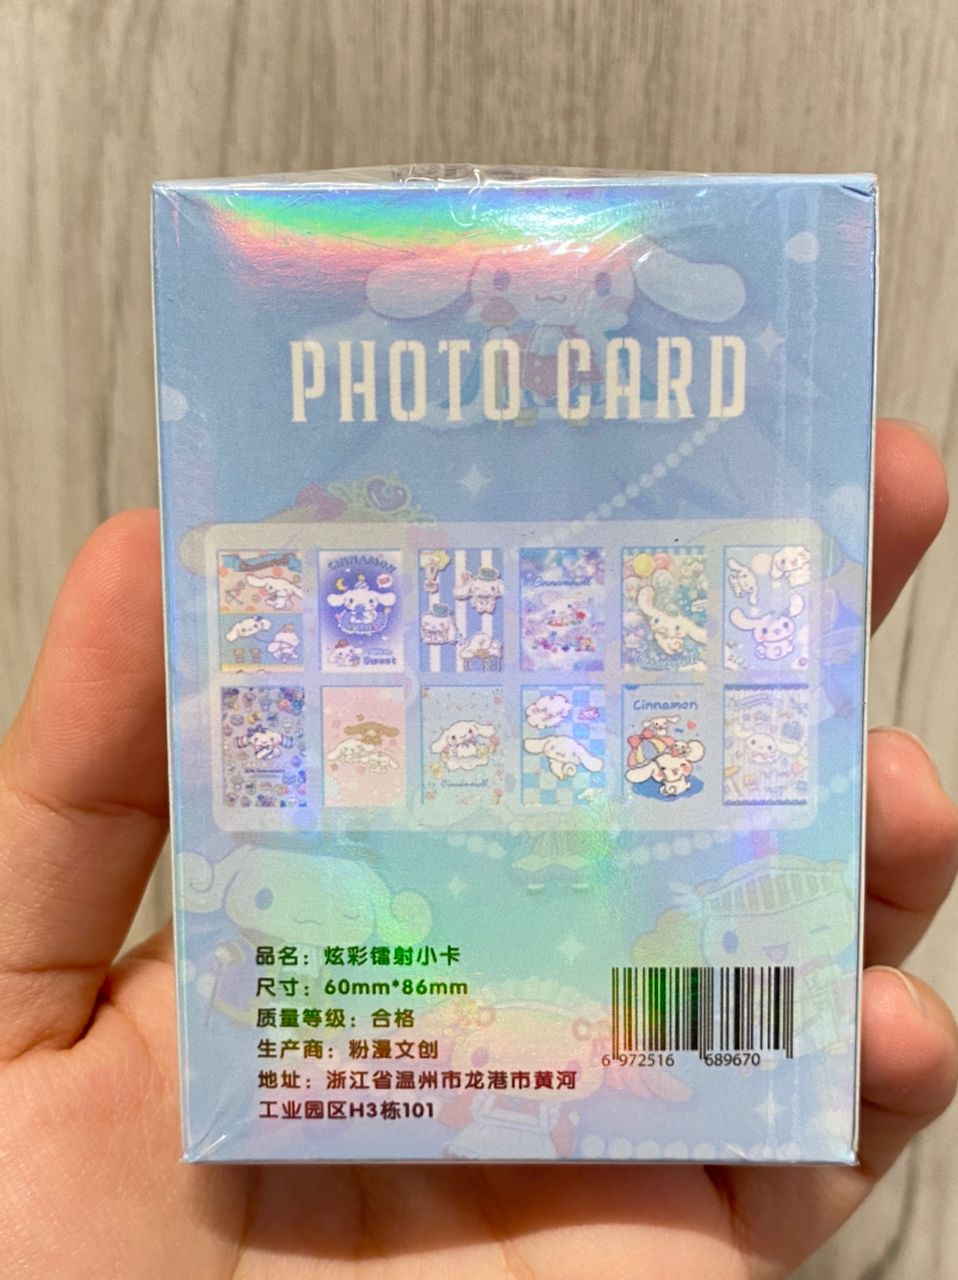 PHOTO CARD
CINNAMON
Cinnamoroll
Cinnamoroll
Cinnamon
品名：炫彩镭射小卡
尺寸：60mm*86mm
质量等级：合格
生产商：粉漫文创
地址：浙江省温州市龙港市黄河
工业园区H3栋101
6 972516 689670